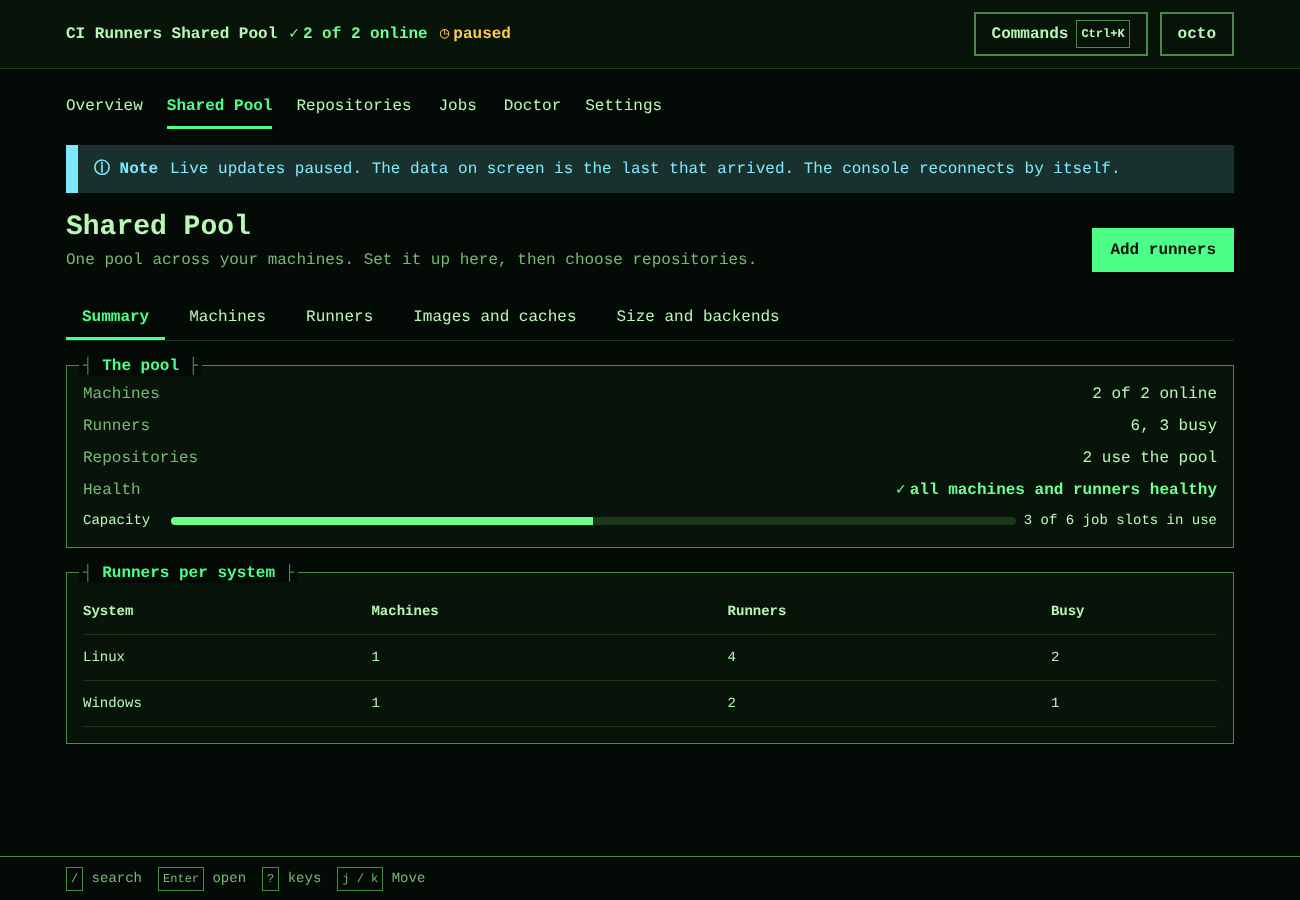 CI Runners Shared Pool ✓ 2 of 2 online ◷ paused
Commands Ctrl+K octo
Overview Shared Pool Repositories Jobs Doctor Settings
ⓘ Note Live updates paused. The data on screen is the last that arrived. The console reconnects by itself.
Shared Pool
One pool across your machines. Set it up here, then choose repositories.
Add runners
Summary Machines Runners Images and caches Size and backends
The pool
Machines 2 of 2 online
Runners 6, 3 busy
Repositories 2 use the pool
Health ✓ all machines and runners healthy
Capacity 3 of 6 job slots in use
Runners per system
System Machines Runners Busy
Linux 1 4 2
Windows 1 2 1
/ search Enter open ? keys j / k Move